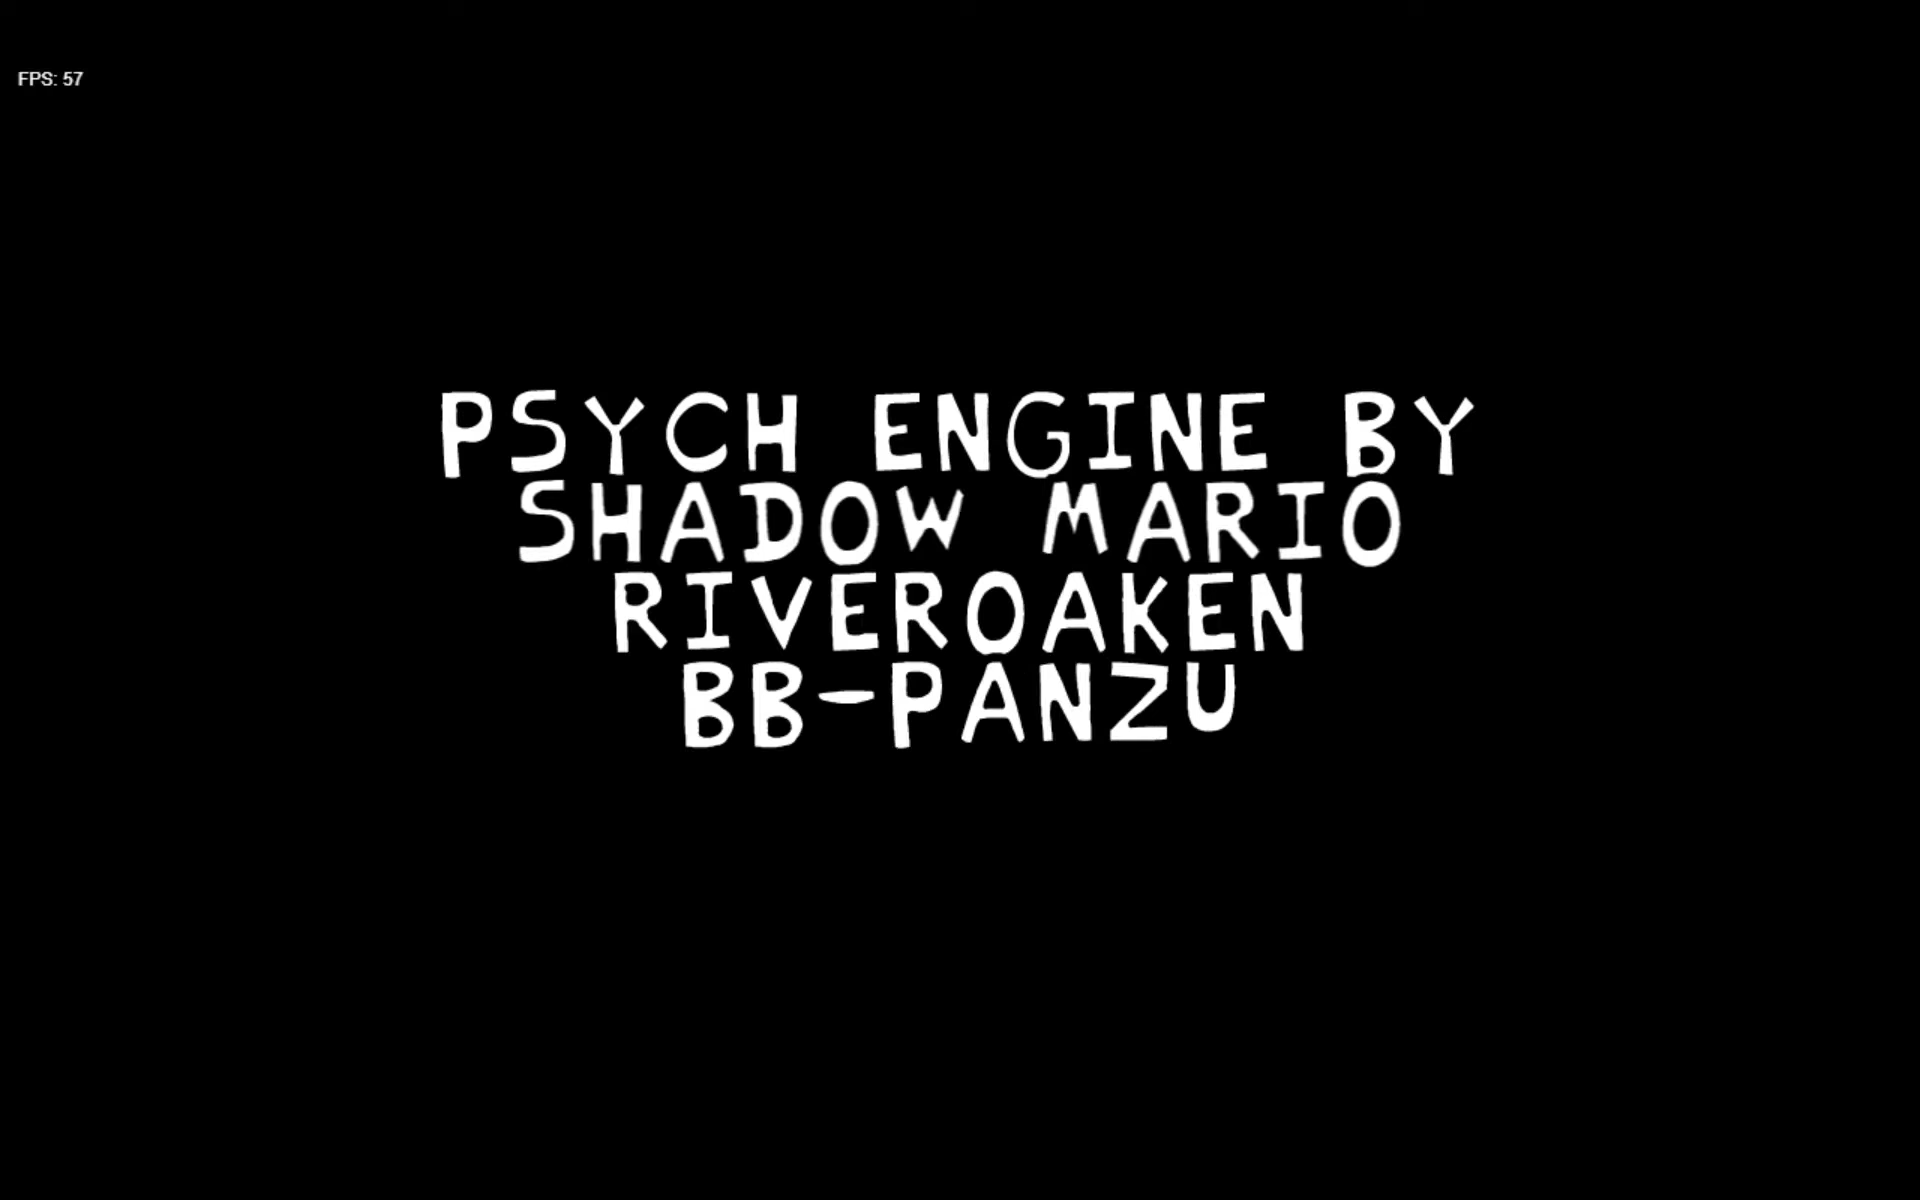 FPS: 57
PSYCH ENGINE BY
SHADOW MARIO
RIVEROAKEN
BB-PANZU